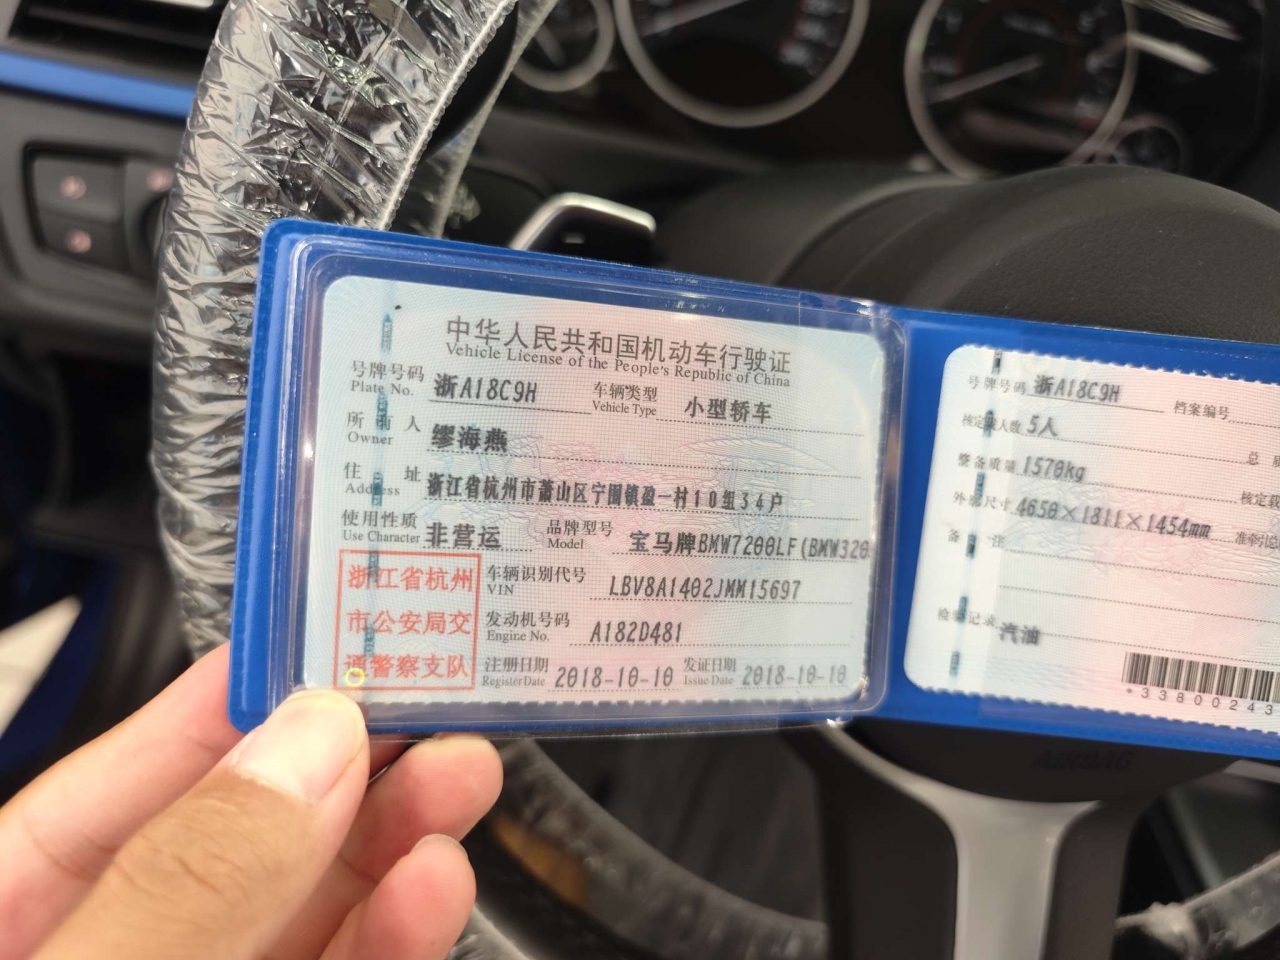 中华人民共和国机动车行驶证
Vehicle License of the People's Republic of China
号牌号码 浙A18C9H 车辆类型 小型轿车
Plate No. Vehicle Type
所有人 缪海燕
Owner
住址 浙江省杭州市萧山区宁围镇盈一村10组34户
Address
使用性质 非营运 品牌型号 宝马牌BMW7200LF(BMW320
Use Character Model
浙江省杭州
市公安局交
通警察支队
车辆识别代号 LBV8A1402JMM15697
VIN
发动机号码 A182D481
Engine No.
注册日期 2018-10-10 发证日期 2018-10-10
Register Date Issue Date
号牌号码 浙A18C9H 档案编号
核定载人数 5人 总
整备质量 1570kg 核定载
外廓尺寸 4650×1811×1454mm 准牵引总
备注
检验记录 汽油
*33800243
AIRBAG